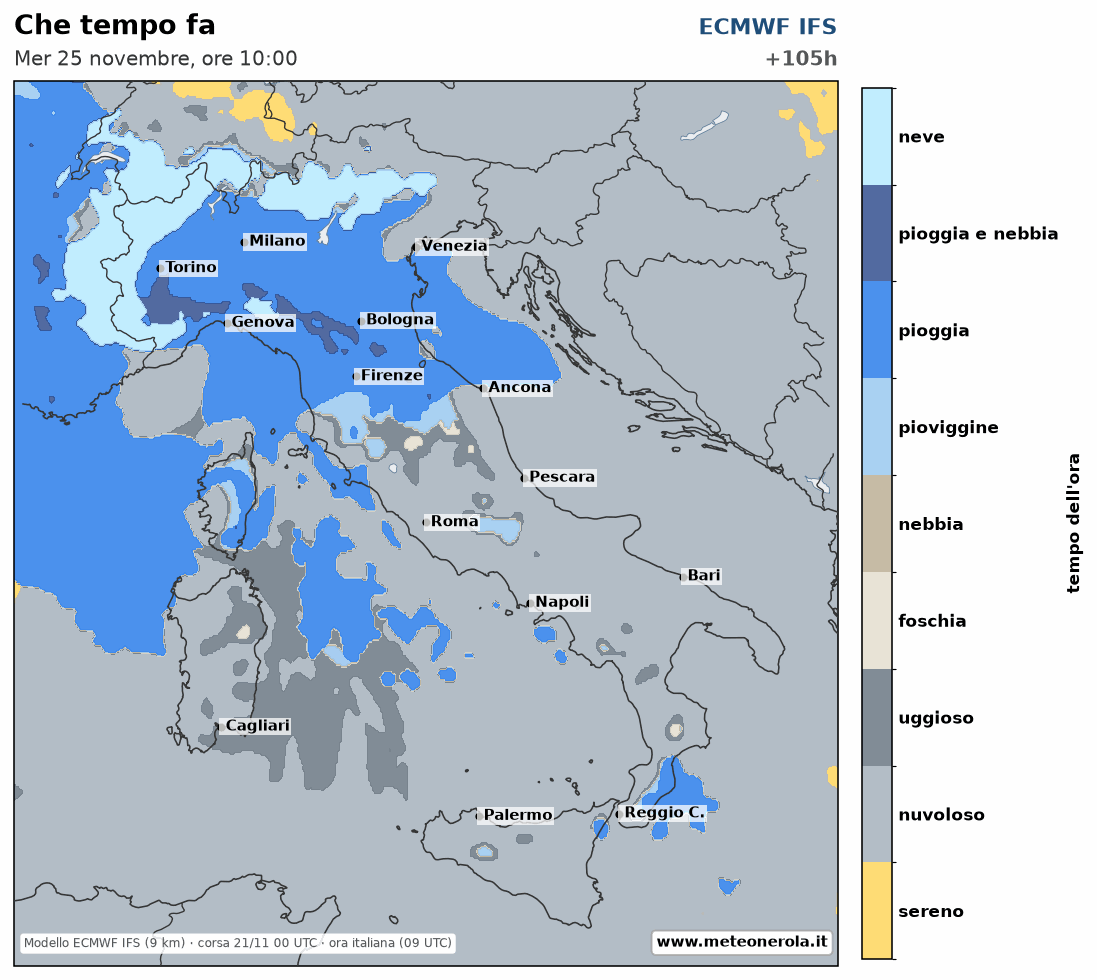 Che tempo fa
ECMWF IFS
Mer 25 novembre, ore 10:00
+105h
neve
pioggia e nebbia
pioggia
pioviggine
nebbia
foschia
uggioso
nuvoloso
sereno
tempo dell'ora
Milano
Venezia
Torino
Genova
Bologna
Firenze
Ancona
Pescara
Roma
Bari
Napoli
Cagliari
Palermo
Reggio C.
Modello ECMWF IFS (9 km) · corsa 21/11 00 UTC · ora italiana (09 UTC)
www.meteonerola.it